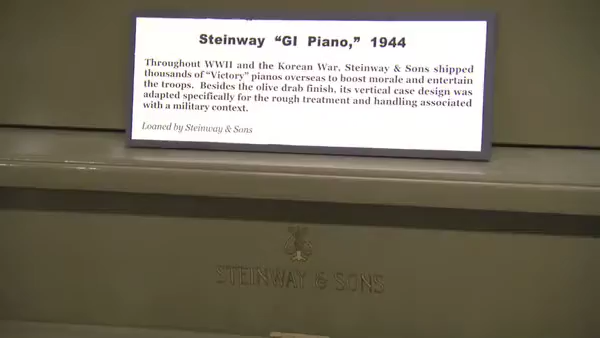 Steinway "GI Piano," 1944
Throughout WWII and the Korean War, Steinway & Sons shipped
thousands of "Victory" pianos overseas to boost morale and entertain
the troops. Besides the olive drab finish, its vertical case design was
adapted specifically for the rough treatment and handling associated
with a military context.
Loaned by Steinway & Sons
STEINWAY & SONS